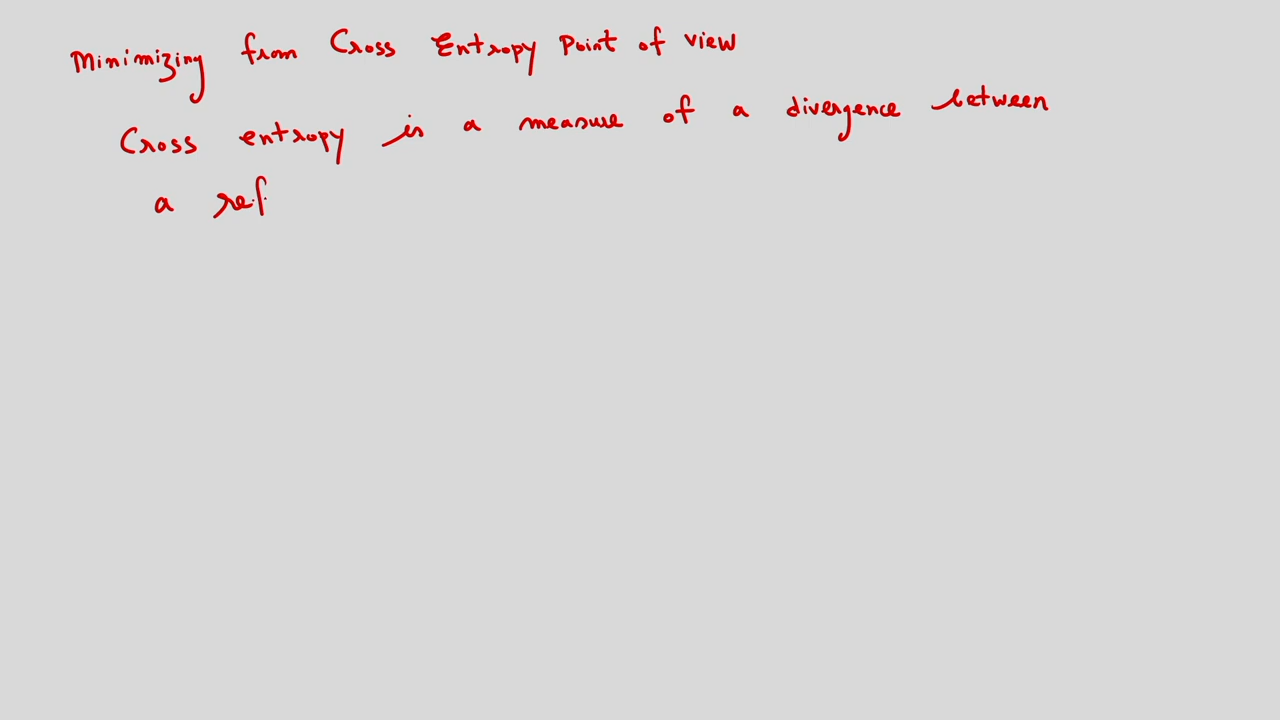 Minimizing from Cross Entropy Point of view
Cross entropy is a measure of a divergence between
a ref